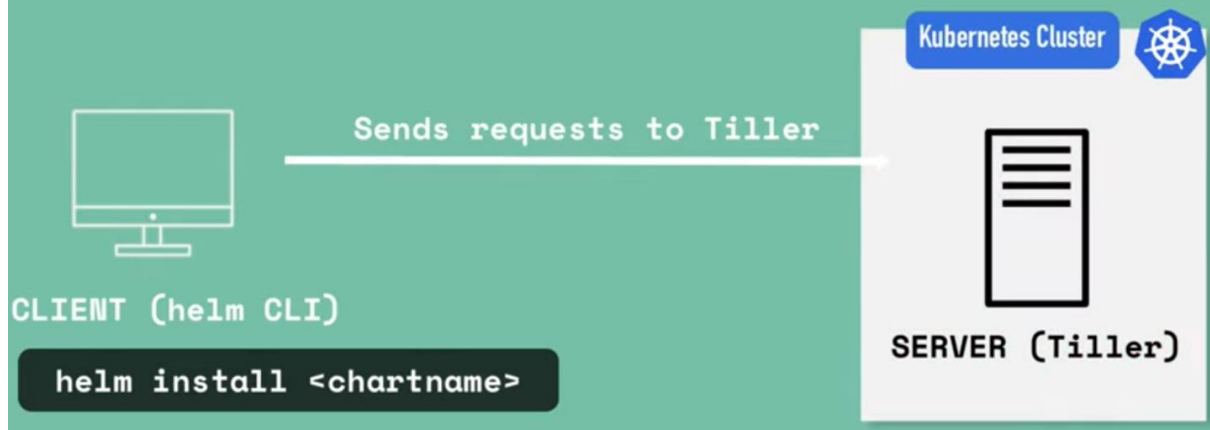 Kubernetes Cluster
Sends requests to Tiller
CLIENT (helm CLI)
helm install <chartname>
SERVER (Tiller)